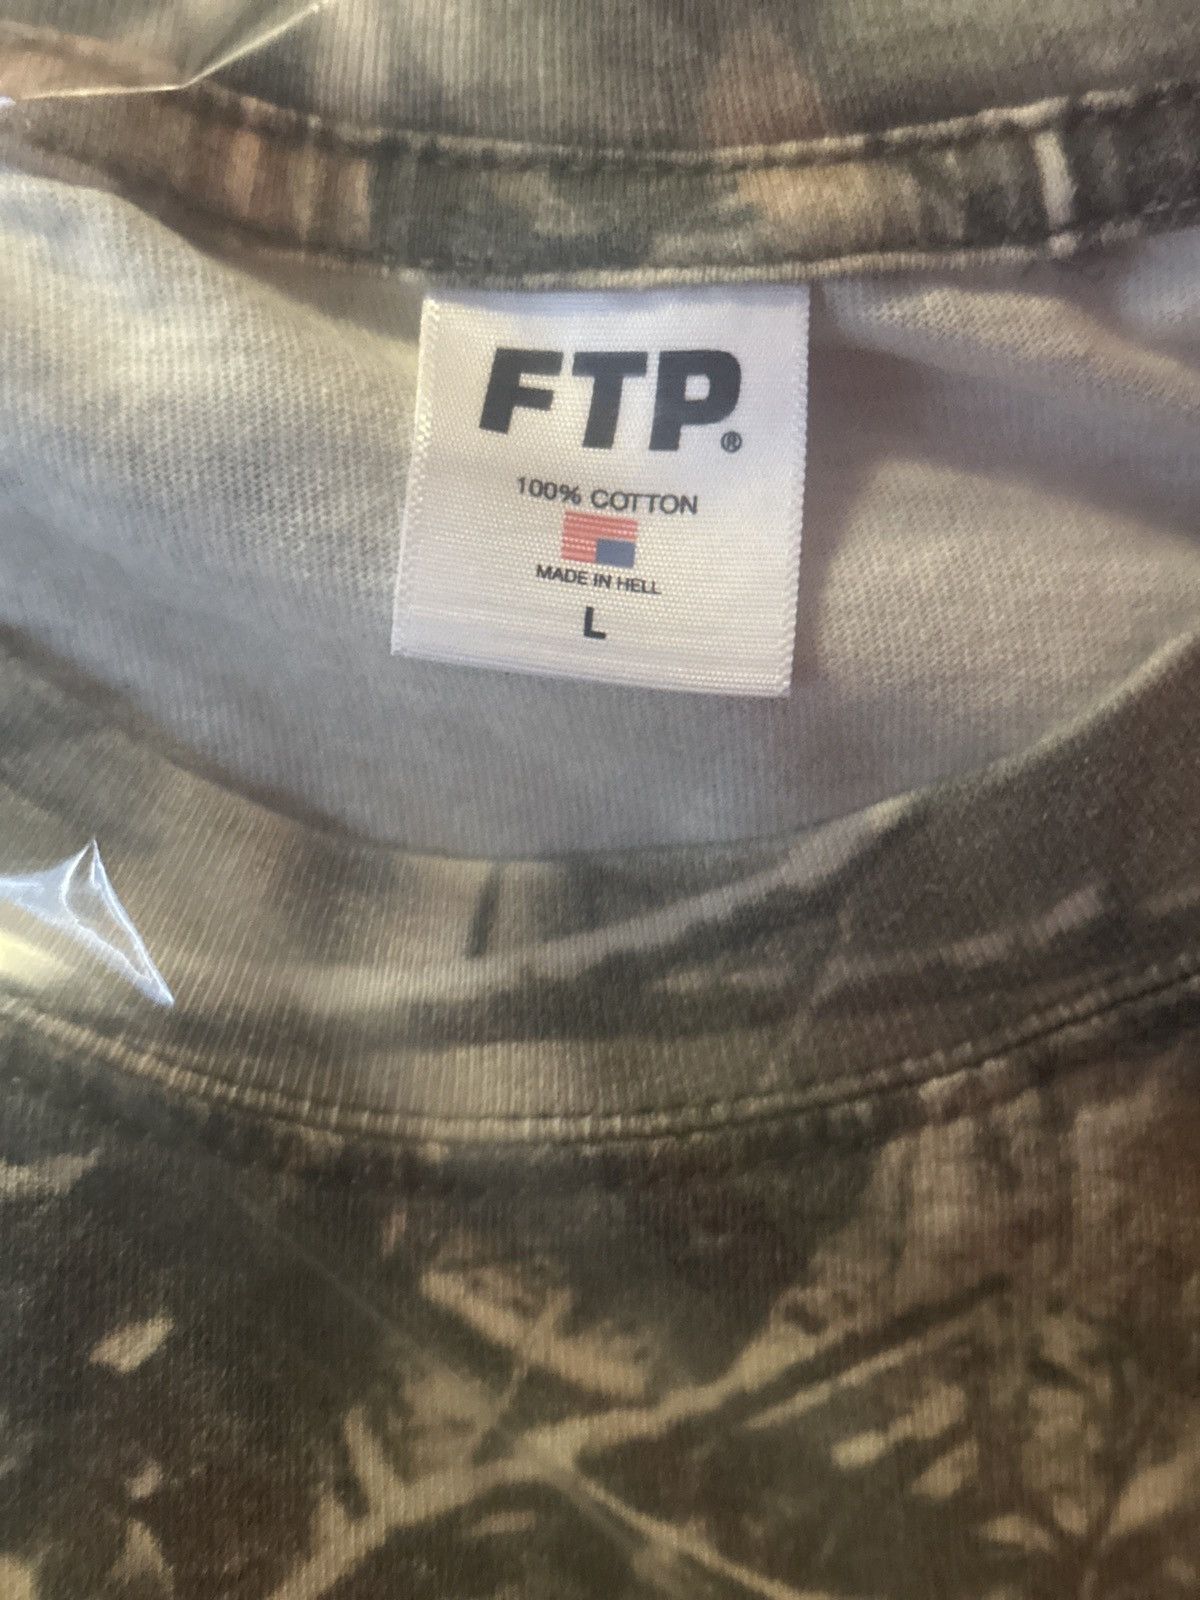 FTP®
100% COTTON
MADE IN HELL
L